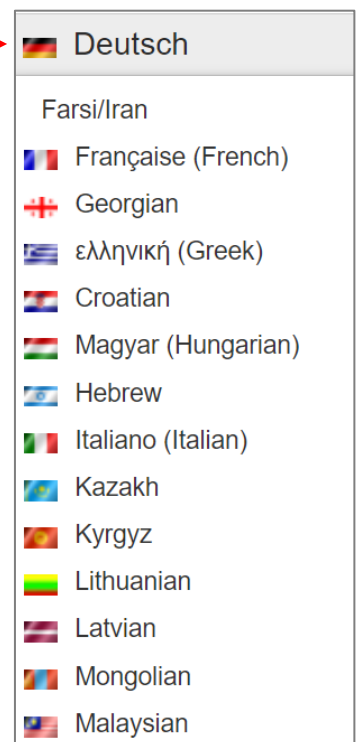 Deutsch
Farsi/Iran
Française (French)
Georgian
ελληνική (Greek)
Croatian
Magyar (Hungarian)
Hebrew
Italiano (Italian)
Kazakh
Kyrgyz
Lithuanian
Latvian
Mongolian
Malaysian